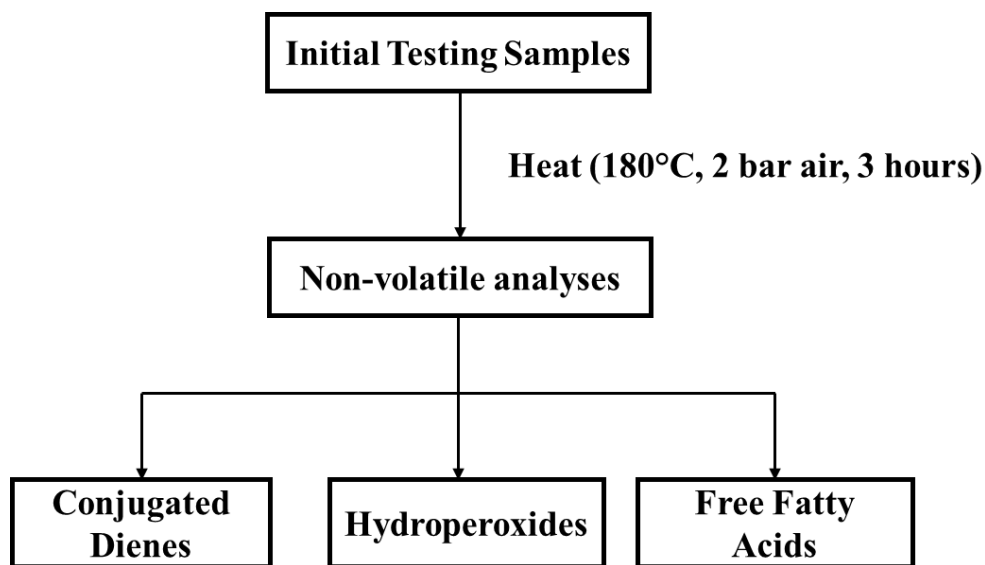 Initial Testing Samples
Heat (180°C, 2 bar air, 3 hours)
Non-volatile analyses
Conjugated
Dienes
Hydroperoxides
Free Fatty
Acids